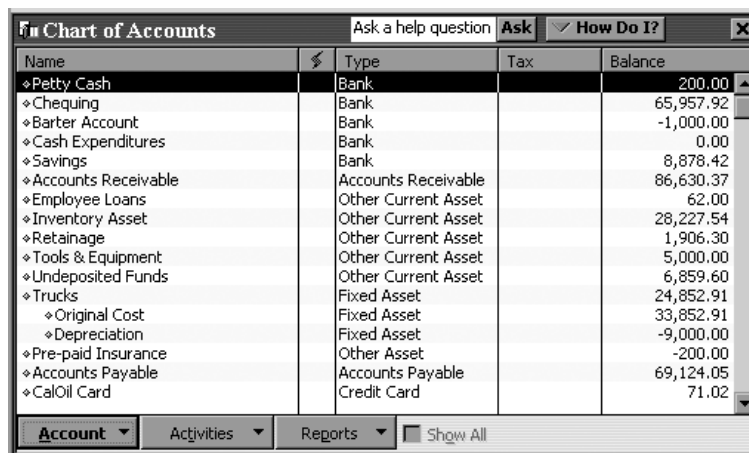 Chart of Accounts Ask a help question Ask How Do I?
Name Type Tax Balance
Petty Cash Bank 200.00
Chequing Bank 65,957.92
Barter Account Bank -1,000.00
Cash Expenditures Bank 0.00
Savings Bank 8,878.42
Accounts Receivable Accounts Receivable 86,630.37
Employee Loans Other Current Asset 62.00
Inventory Asset Other Current Asset 28,227.54
Retainage Other Current Asset 1,906.30
Tools & Equipment Other Current Asset 5,000.00
Undeposited Funds Other Current Asset 6,859.60
Trucks Fixed Asset 24,852.91
Original Cost Fixed Asset 33,852.91
Depreciation Fixed Asset -9,000.00
Pre-paid Insurance Other Asset -200.00
Accounts Payable Accounts Payable 69,124.05
CalOil Card Credit Card 71.02
Account Activities Reports Show All